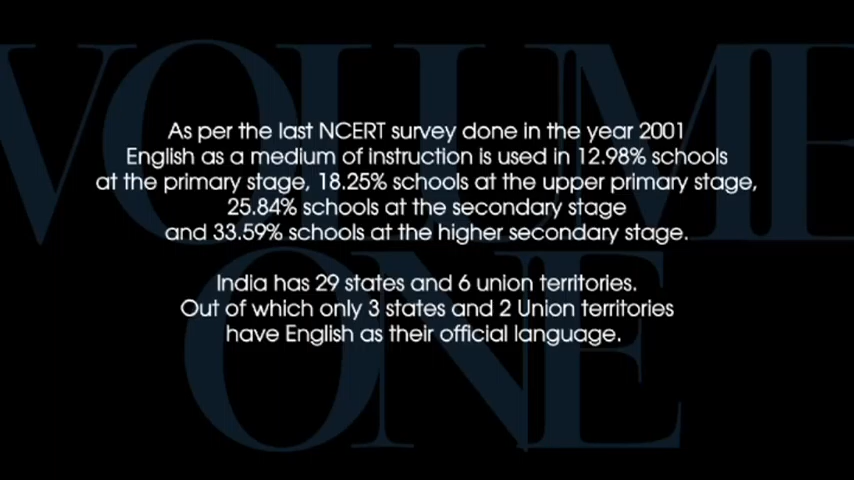 VOLUME
ONE
As per the last NCERT survey done in the year 2001
English as a medium of instruction is used in 12.98% schools
at the primary stage, 18.25% schools at the upper primary stage,
25.84% schools at the secondary stage
and 33.59% schools at the higher secondary stage.
India has 29 states and 6 union territories.
Out of which only 3 states and 2 Union territories
have English as their official language.